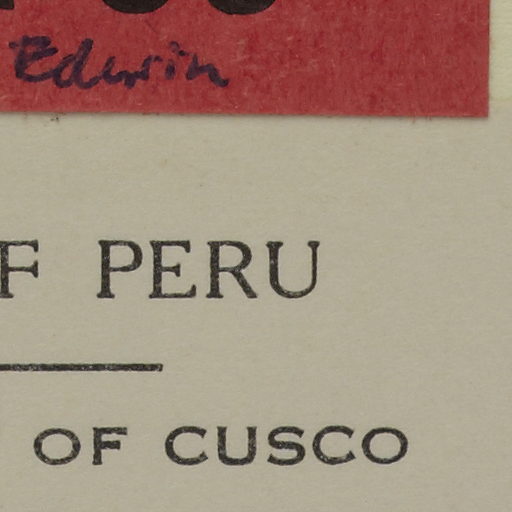 Edwin
F PERU
OF CUSCO